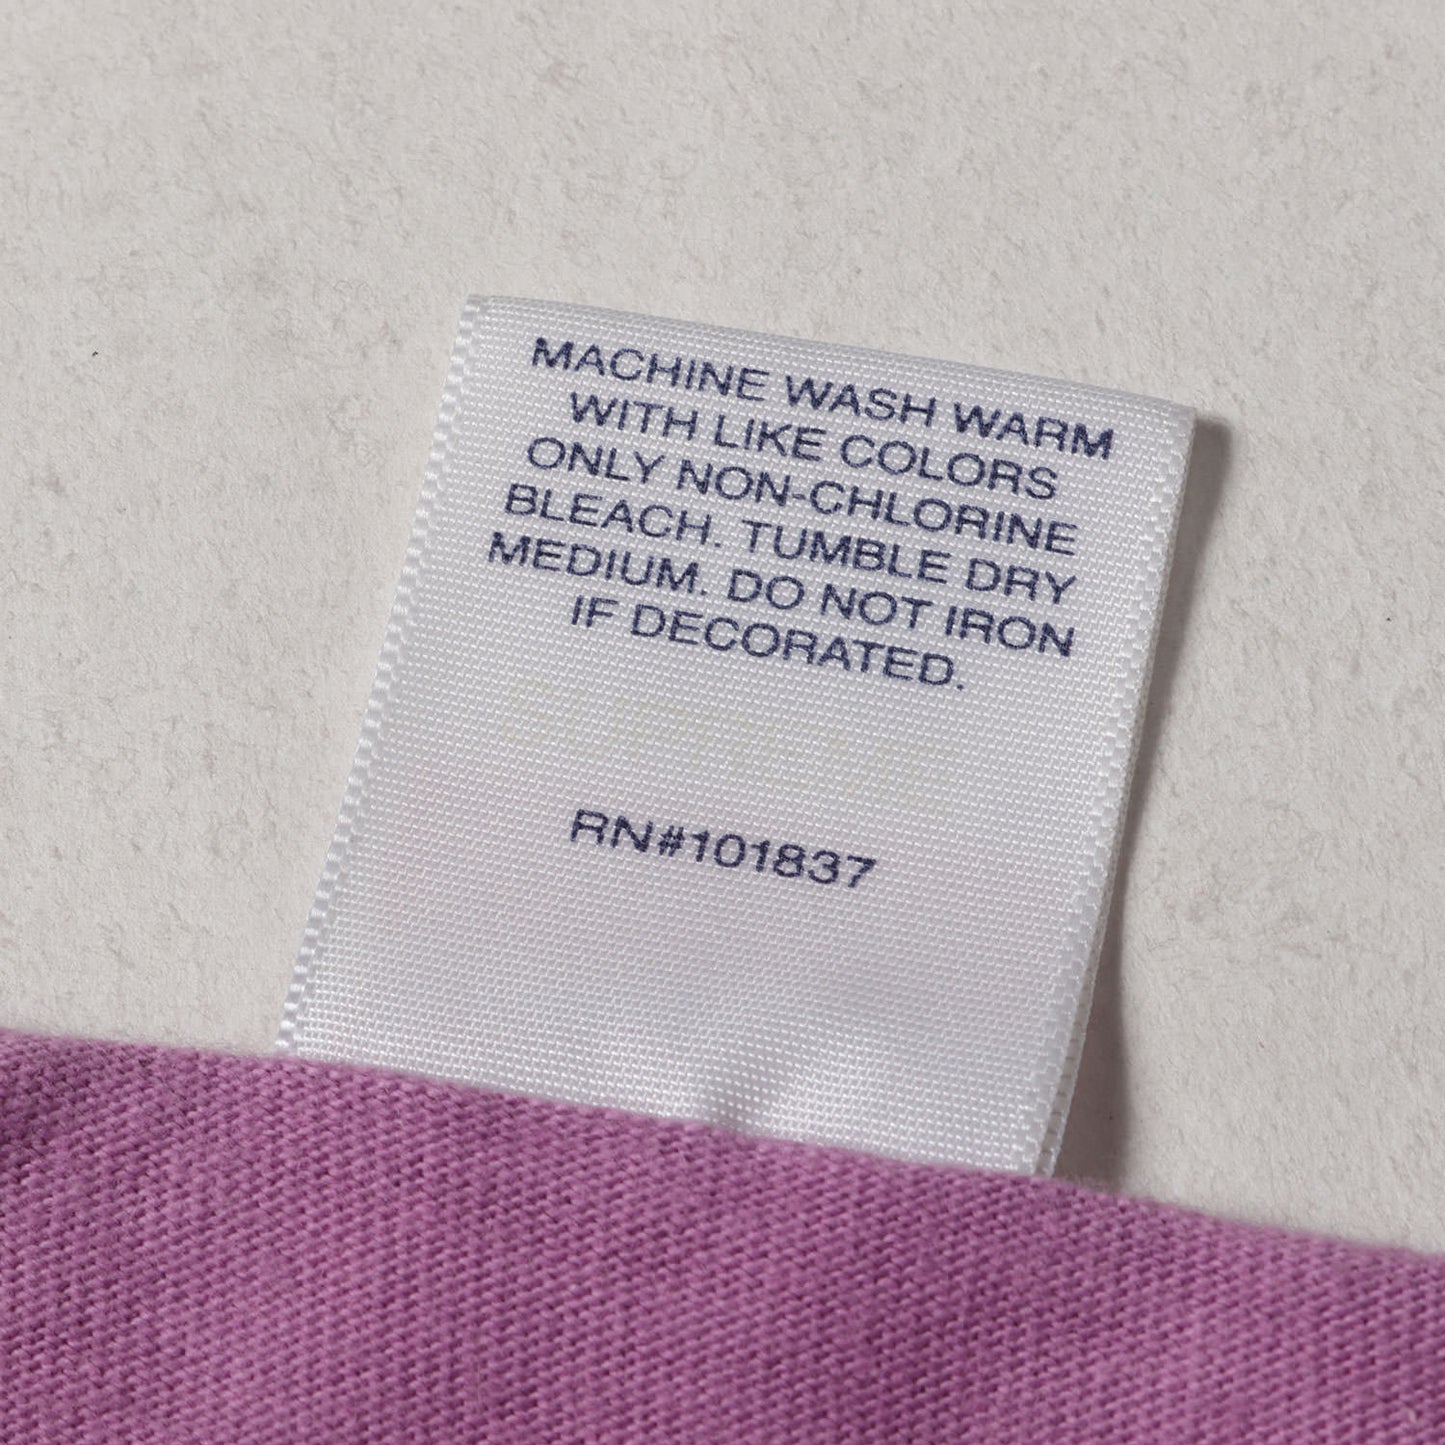 MACHINE WASH WARM
WITH LIKE COLORS
ONLY NON-CHLORINE
BLEACH. TUMBLE DRY
MEDIUM. DO NOT IRON
IF DECORATED.
RN#101837